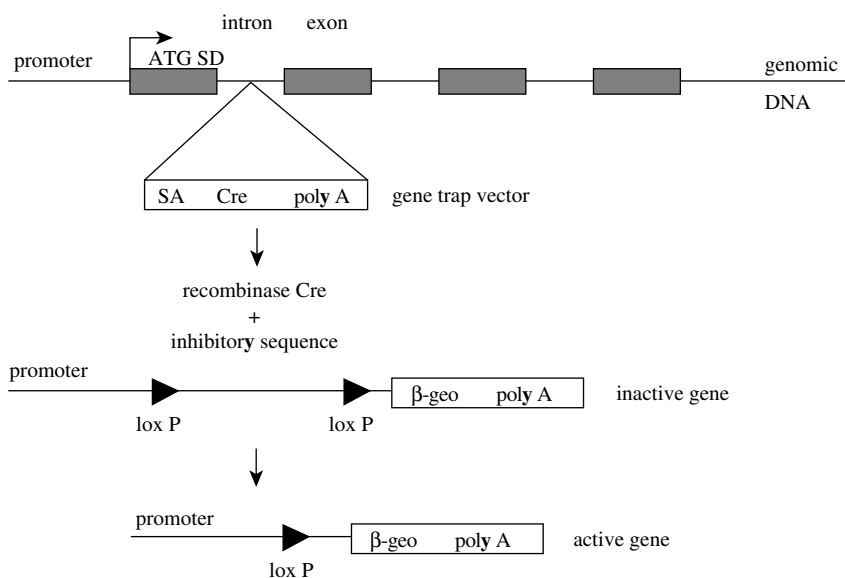 intron exon
promoter ATG SD genomic
DNA
SA Cre poly A gene trap vector
recombinase Cre
+
inhibitory sequence
promoter
β-geo poly A inactive gene
lox P lox P
promoter
β-geo poly A active gene
lox P